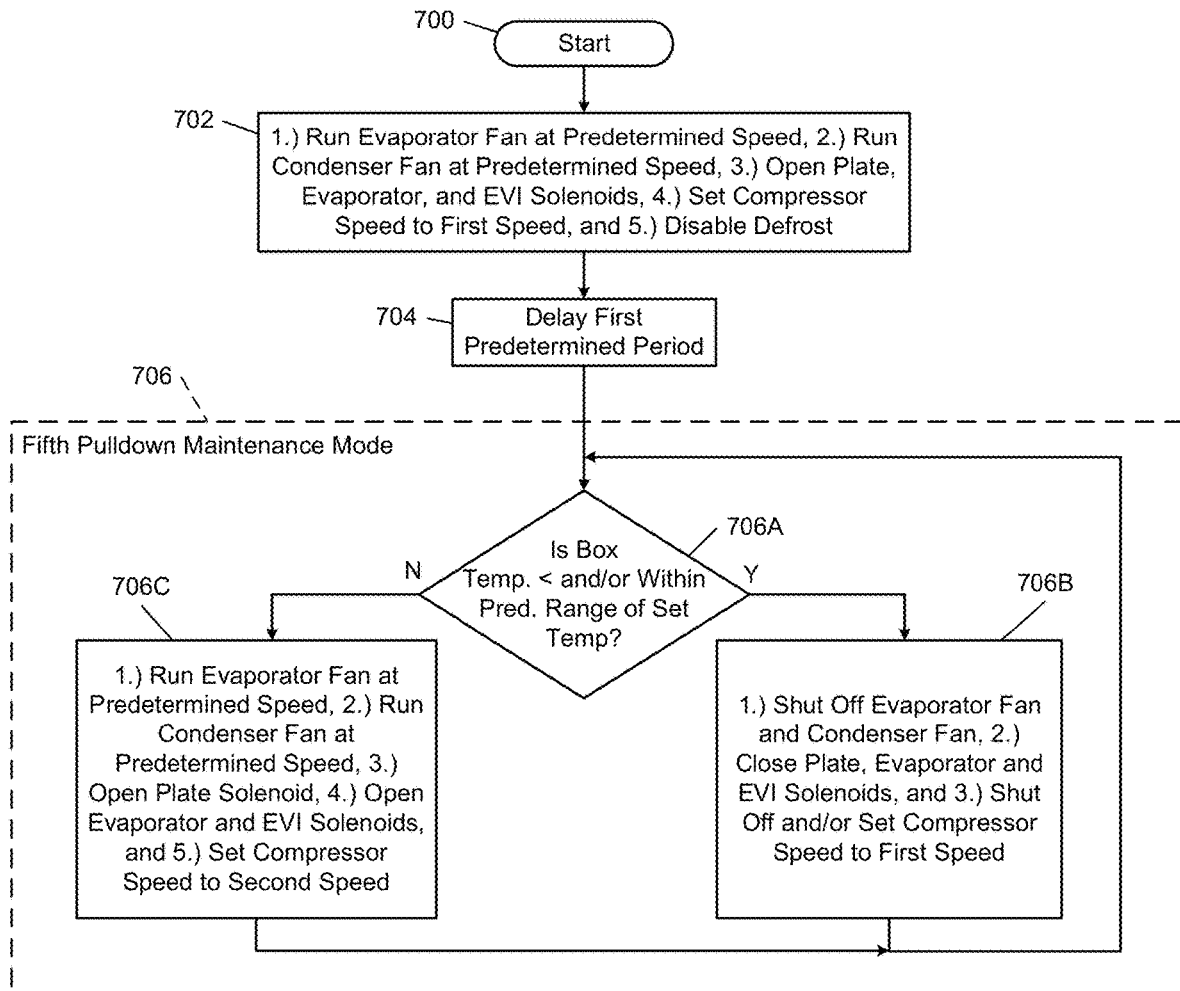 700
Start
702
1.) Run Evaporator Fan at Predetermined Speed, 2.) Run
Condenser Fan at Predetermined Speed, 3.) Open Plate,
Evaporator, and EVI Solenoids, 4.) Set Compressor
Speed to First Speed, and 5.) Disable Defrost
704
Delay First
Predetermined Period
706
Fifth Pulldown Maintenance Mode
706A
Is Box
Temp. < and/or Within
Pred. Range of Set
Temp?
N
Y
706C
1.) Run Evaporator Fan at
Predetermined Speed, 2.) Run
Condenser Fan at
Predetermined Speed, 3.)
Open Plate Solenoid, 4.) Open
Evaporator and EVI Solenoids,
and 5.) Set Compressor
Speed to Second Speed
706B
1.) Shut Off Evaporator Fan
and Condenser Fan, 2.)
Close Plate, Evaporator and
EVI Solenoids, and 3.) Shut
Off and/or Set Compressor
Speed to First Speed